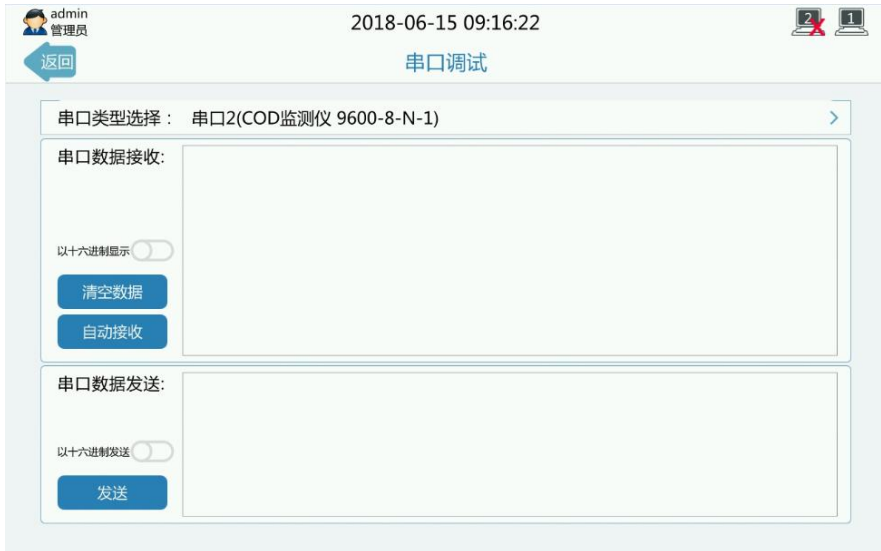 admin
管理员
2018-06-15 09:16:22
2
1
返回
串口调试
串口类型选择：
串口2(COD监测仪 9600-8-N-1)
>
串口数据接收:
以十六进制显示
清空数据
自动接收
串口数据发送:
以十六进制发送
发送